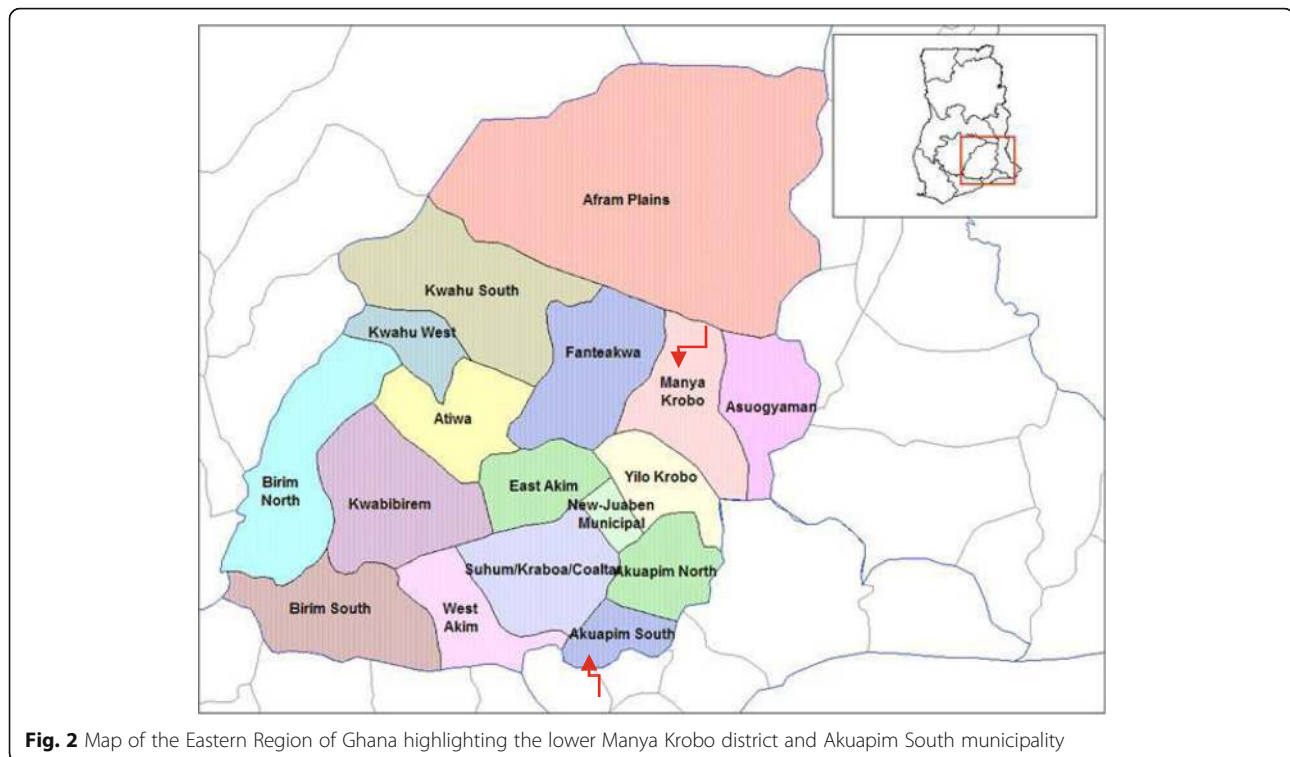 Afram Plains
Kwahu South
Kwahu West
Fanteakwa
Manya
Krobo
Asuogyaman
Atiwa
Birim
North
Kwabibirem
East Akim
Yilo Krobo
New-Juaben
Municipal
Suhum/Kraboa/Coaltar
Akuapim North
Birim South
West
Akim
Akuapim South
Fig. 2 Map of the Eastern Region of Ghana highlighting the lower Manya Krobo district and Akuapim South municipality